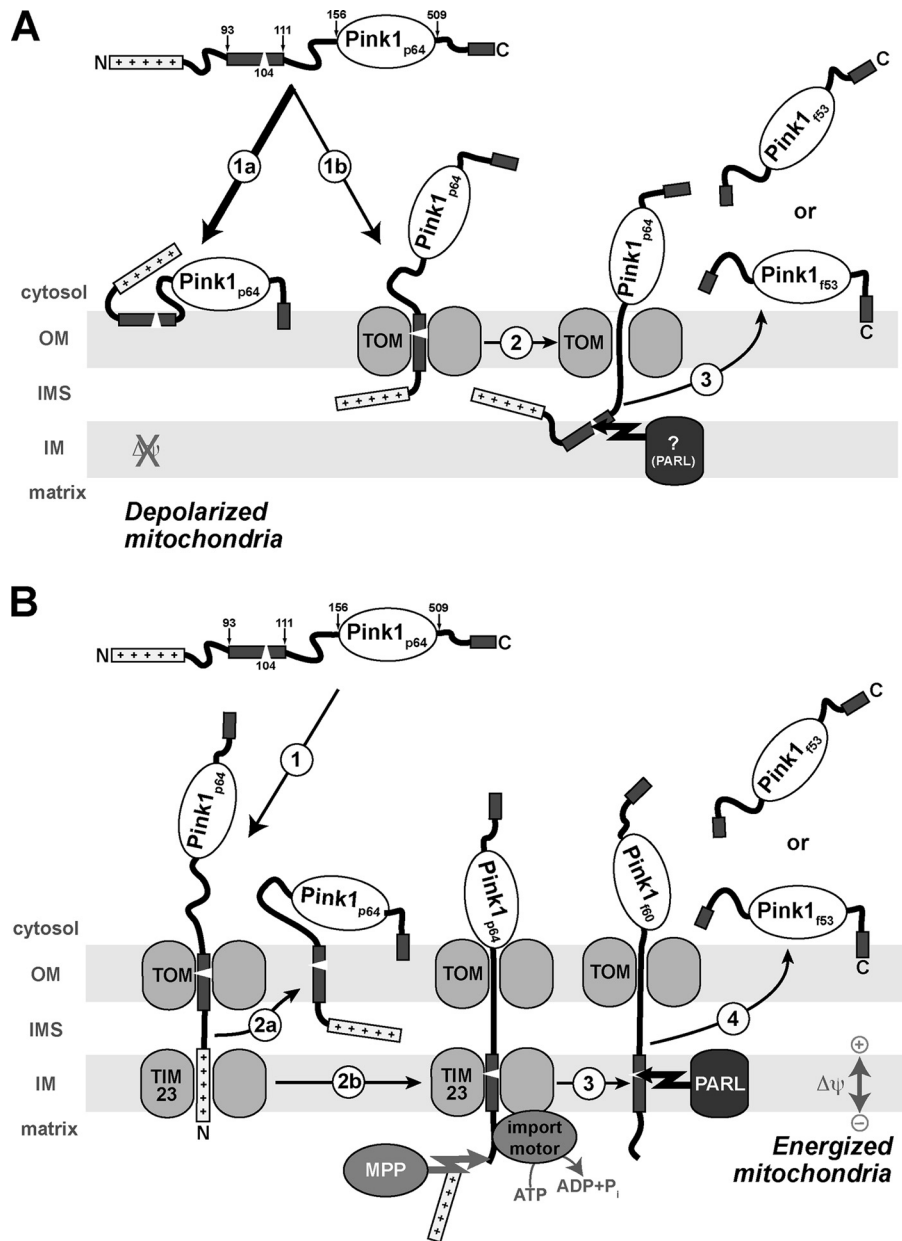 A
93 111 156 509
N + + + + + 104 Pink1p64 C
1a 1b
Pink1p64
Pink1p64
Pink1p64
C
Pink1f53
or
+ + + + +
Pink1p64
Pink1f53
C
cytosol
OM TOM 2 TOM
IMS + + + + + + + + + + 3
IM Δψ ? (PARL)
matrix
Depolarized
mitochondria
B
93 111 156 509
N + + + + + 104 Pink1p64 C
1
Pink1p64
Pink1p64
Pink1p64
Pink1f60
C
Pink1f53
or
Pink1f53
C
cytosol
OM TOM TOM TOM
IMS 2a + + + + + 4
IM TIM 23 + + + + + 2b TIM 23 3 PARL Δψ + −
matrix N
import
motor
MPP
ATP ADP+Pi
+ + + + +
Energized
mitochondria